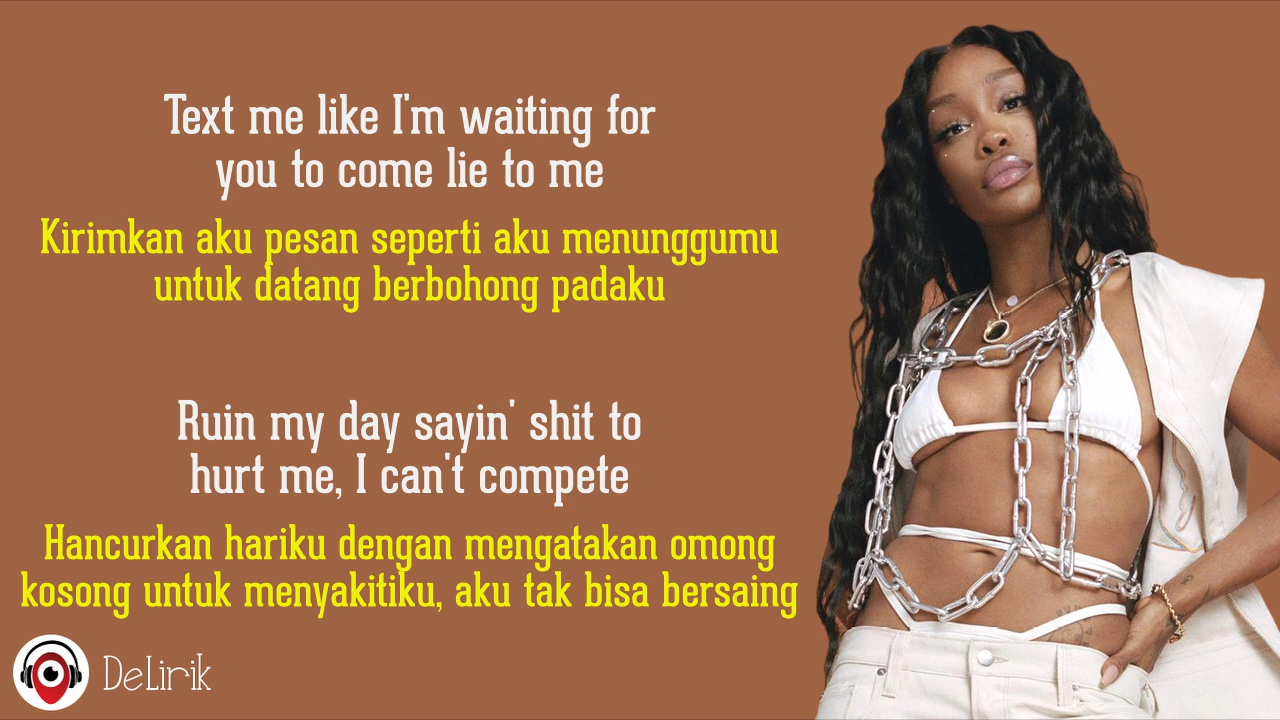 Text me like I'm waiting for
you to come lie to me
Kirimkan aku pesan seperti aku menunggumu
untuk datang berbohong padaku
Ruin my day sayin' shit to
hurt me, I can't compete
Hancurkan hariku dengan mengatakan omong
kosong untuk menyakitiku, aku tak bisa bersaing
DeLirik